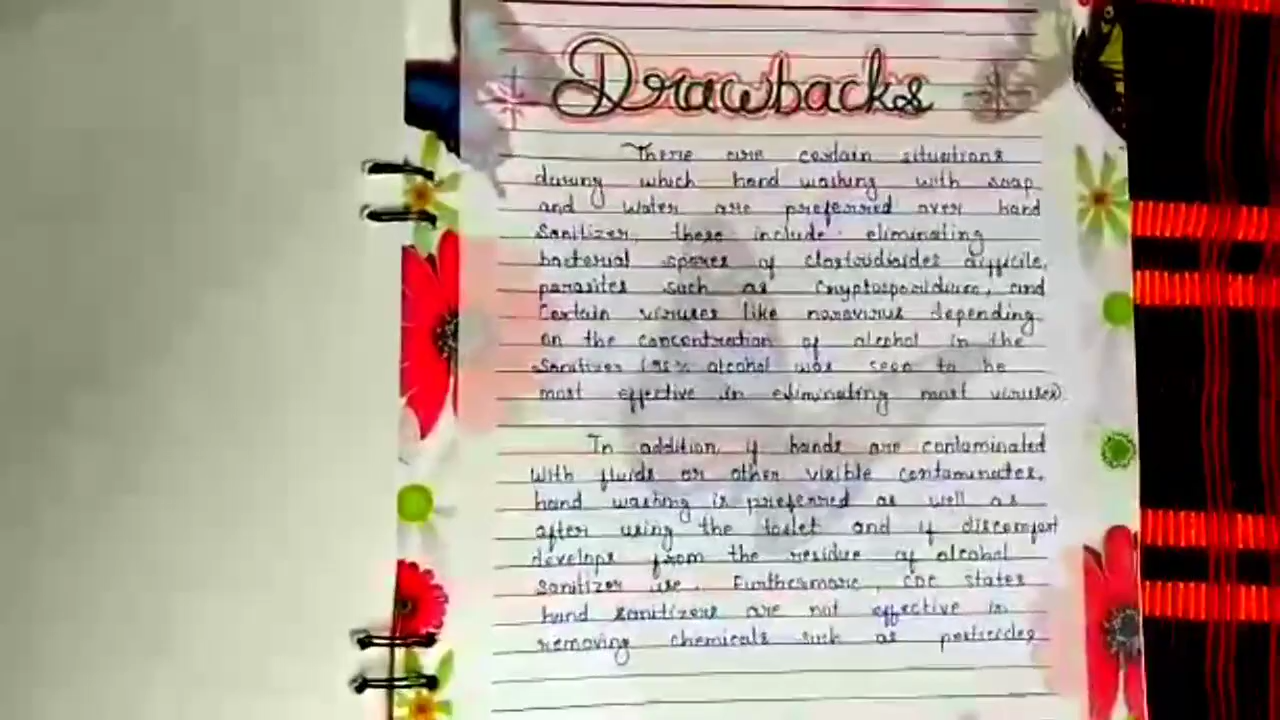 Drawbacks
There are certain situations
during which hand washing with soap
and water are preferred over hand
Sanitizer, these include: eliminating
bacterial spores of clostoudioides difficile,
parasites such as Cryptosporidium, and
Certain viruses like norovirus depending
on the concentration of alcohol in the
Sanitizer (95% alcohol was seen to be
most effective in eliminating most viruses)
In addition, if hands are contaminated
with fluids or other visible contaminates,
hand washing is preferred as well as
after using the toilet and if discomfort
develops from the residue of alcohol
sanitizer use. Furthermore, CDC states
hand sanitizers are not effective in
removing chemicals such as pesticides